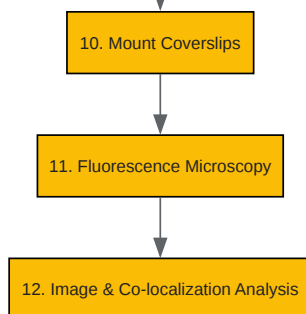 10. Mount Coverslips
11. Fluorescence Microscopy
12. Image & Co-localization Analysis